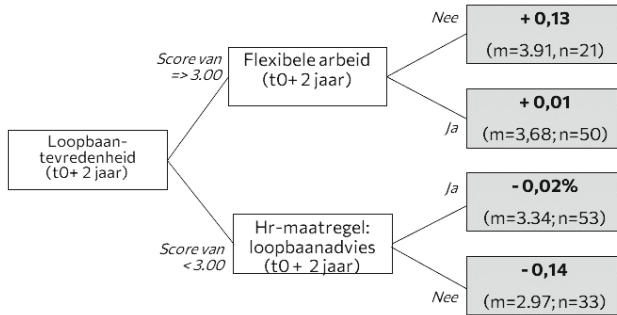 Nee
+ 0,13
(m=3.91, n=21)
Score van
=> 3.00
Flexibele arbeid
(t0+ 2 jaar)
+ 0,01
(m=3,68; n=50)
Ja
Loopbaan-
tevredenheid
(t0+ 2 jaar)
Ja
- 0,02%
(m=3.34; n=53)
Score van
< 3.00
Hr-maatregel:
loopbaanadvies
(t0 + 2 jaar)
- 0,14
(m=2.97; n=33)
Nee